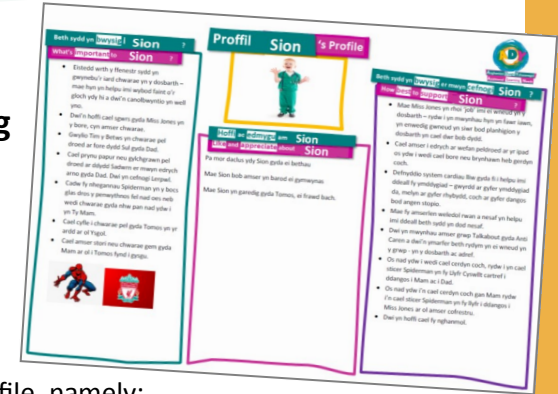 g
Beth sydd yn bwysig i Sion ?
What's important to Sion ?
Eistedd wrth y ffenestr sydd yn
gwynebu'r iard chwarae yn y dosbarth –
mae hyn yn helpu imi wybod faint o'r
gloch ydy hi a dwi'n canolbwyntio yn well
yno.
Dwi'n hoffi cael sgwrs gyda Miss Jones yn
y bore, cyn amser chwarae.
Gwylio Tim y Betws yn chwarae pel
droed ar fore dydd Sul gyda Dad.
Cael prynu papur neu gylchgrawn pel
droed ar ddydd Sadwrn er mwyn edrych
arno gyda Dad. Dwi yn cefnogi Lerpwl.
Cadw fy nheganau Spiderman yn y bocs
glas dros y penwythnos fel nad oes neb
wedi chwarae gyda nhw pan nad ydw i
yn Ty Mam.
Cael cyfle i chwarae pel gyda Tomos yn yr
ardd ar ol Ysgol.
Cael amser stori neu chwarae gem gyda
Mam ar ol i Tomos fynd i gysgu.
Proffil Sion 's Profile
Hoffi ac edmygu am Sion
Like and appreciate about Sion
Pa mor daclus ydy Sion gyda ei bethau
Mae Sion bob amser yn barod ei gymwynas
Mae Sion yn garedig gyda Tomos, ei frawd bach.
Beth sydd yn bwysig er mwyn cefnogi Sion ?
How best to support Sion ?
Mae Miss Jones yn rhoi 'job' imi ei wneud yn y
dosbarth – rydw i yn mwynhau hyn yn fawr iawn,
yn enwedig gwneud yn siwr bod planhigion y
dosbarth yn cael dwr bob dydd.
Cael amser i edrych ar wefan peldroed ar yr ipad
os ydw i wedi cael bore neu brynhawn heb gerdyn
coch.
Defnyddie system cardiau lliw gyda fi i helpu imi
ddeall fy ymddygiad – gwyrdd ar gyfer ymddygiad
da, melyn ar gyfer rhybudd, coch ar gyfer dangos
bod angen stopio.
Mae fy amserlen weledol rwan a nesaf yn helpu
imi ddeall beth sydd yn dod nesaf.
Dwi yn mwynhau amser grwp Talkabout gyda Anti
Caren a dwi'n ymarfer beth rydym yn ei wneud yn
y grwp - yn y dosbarth ac adref.
Os nad ydw i wedi cael cerdyn coch, rydw i yn cael
sticer Spiderman yn fy Llyfr Cyswllt cartref i
ddangos i Mam ac i Dad.
Os nad ydw i'n cael cerdyn coch gan Mam rydw
i'n cael sticer Spiderman yn fy llyfr i ddangos i
Miss Jones ar ol amser cofrestru.
Dwi yn hoffi cael fy nghanmol.
file, namely: